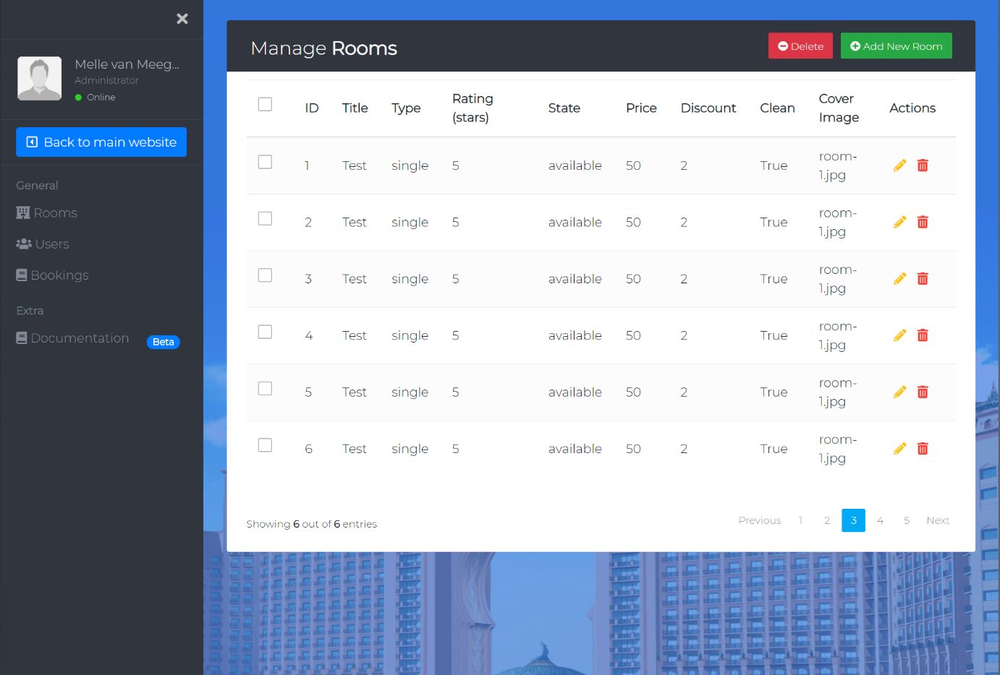 Melle van Meeg...
Administrator
Online
Back to main website
General
Rooms
Users
Bookings
Extra
Documentation Beta
Manage Rooms
Delete
Add New Room
ID Title Type Rating (stars) State Price Discount Clean Cover Image Actions
1 Test single 5 available 50 2 True room-1.jpg
2 Test single 5 available 50 2 True room-1.jpg
3 Test single 5 available 50 2 True room-1.jpg
4 Test single 5 available 50 2 True room-1.jpg
5 Test single 5 available 50 2 True room-1.jpg
6 Test single 5 available 50 2 True room-1.jpg
Showing 6 out of 6 entries
Previous 1 2 3 4 5 Next